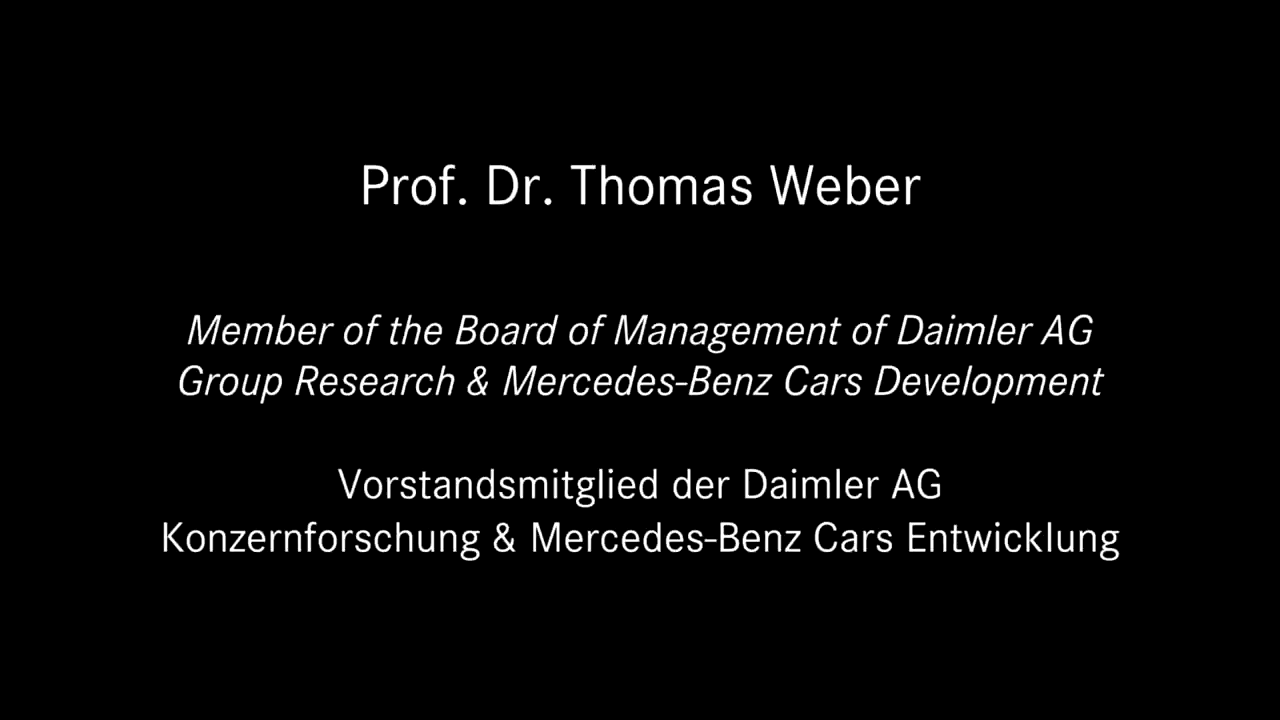 Prof. Dr. Thomas Weber
Member of the Board of Management of Daimler AG
Group Research & Mercedes-Benz Cars Development
Vorstandsmitglied der Daimler AG
Konzernforschung & Mercedes-Benz Cars Entwicklung